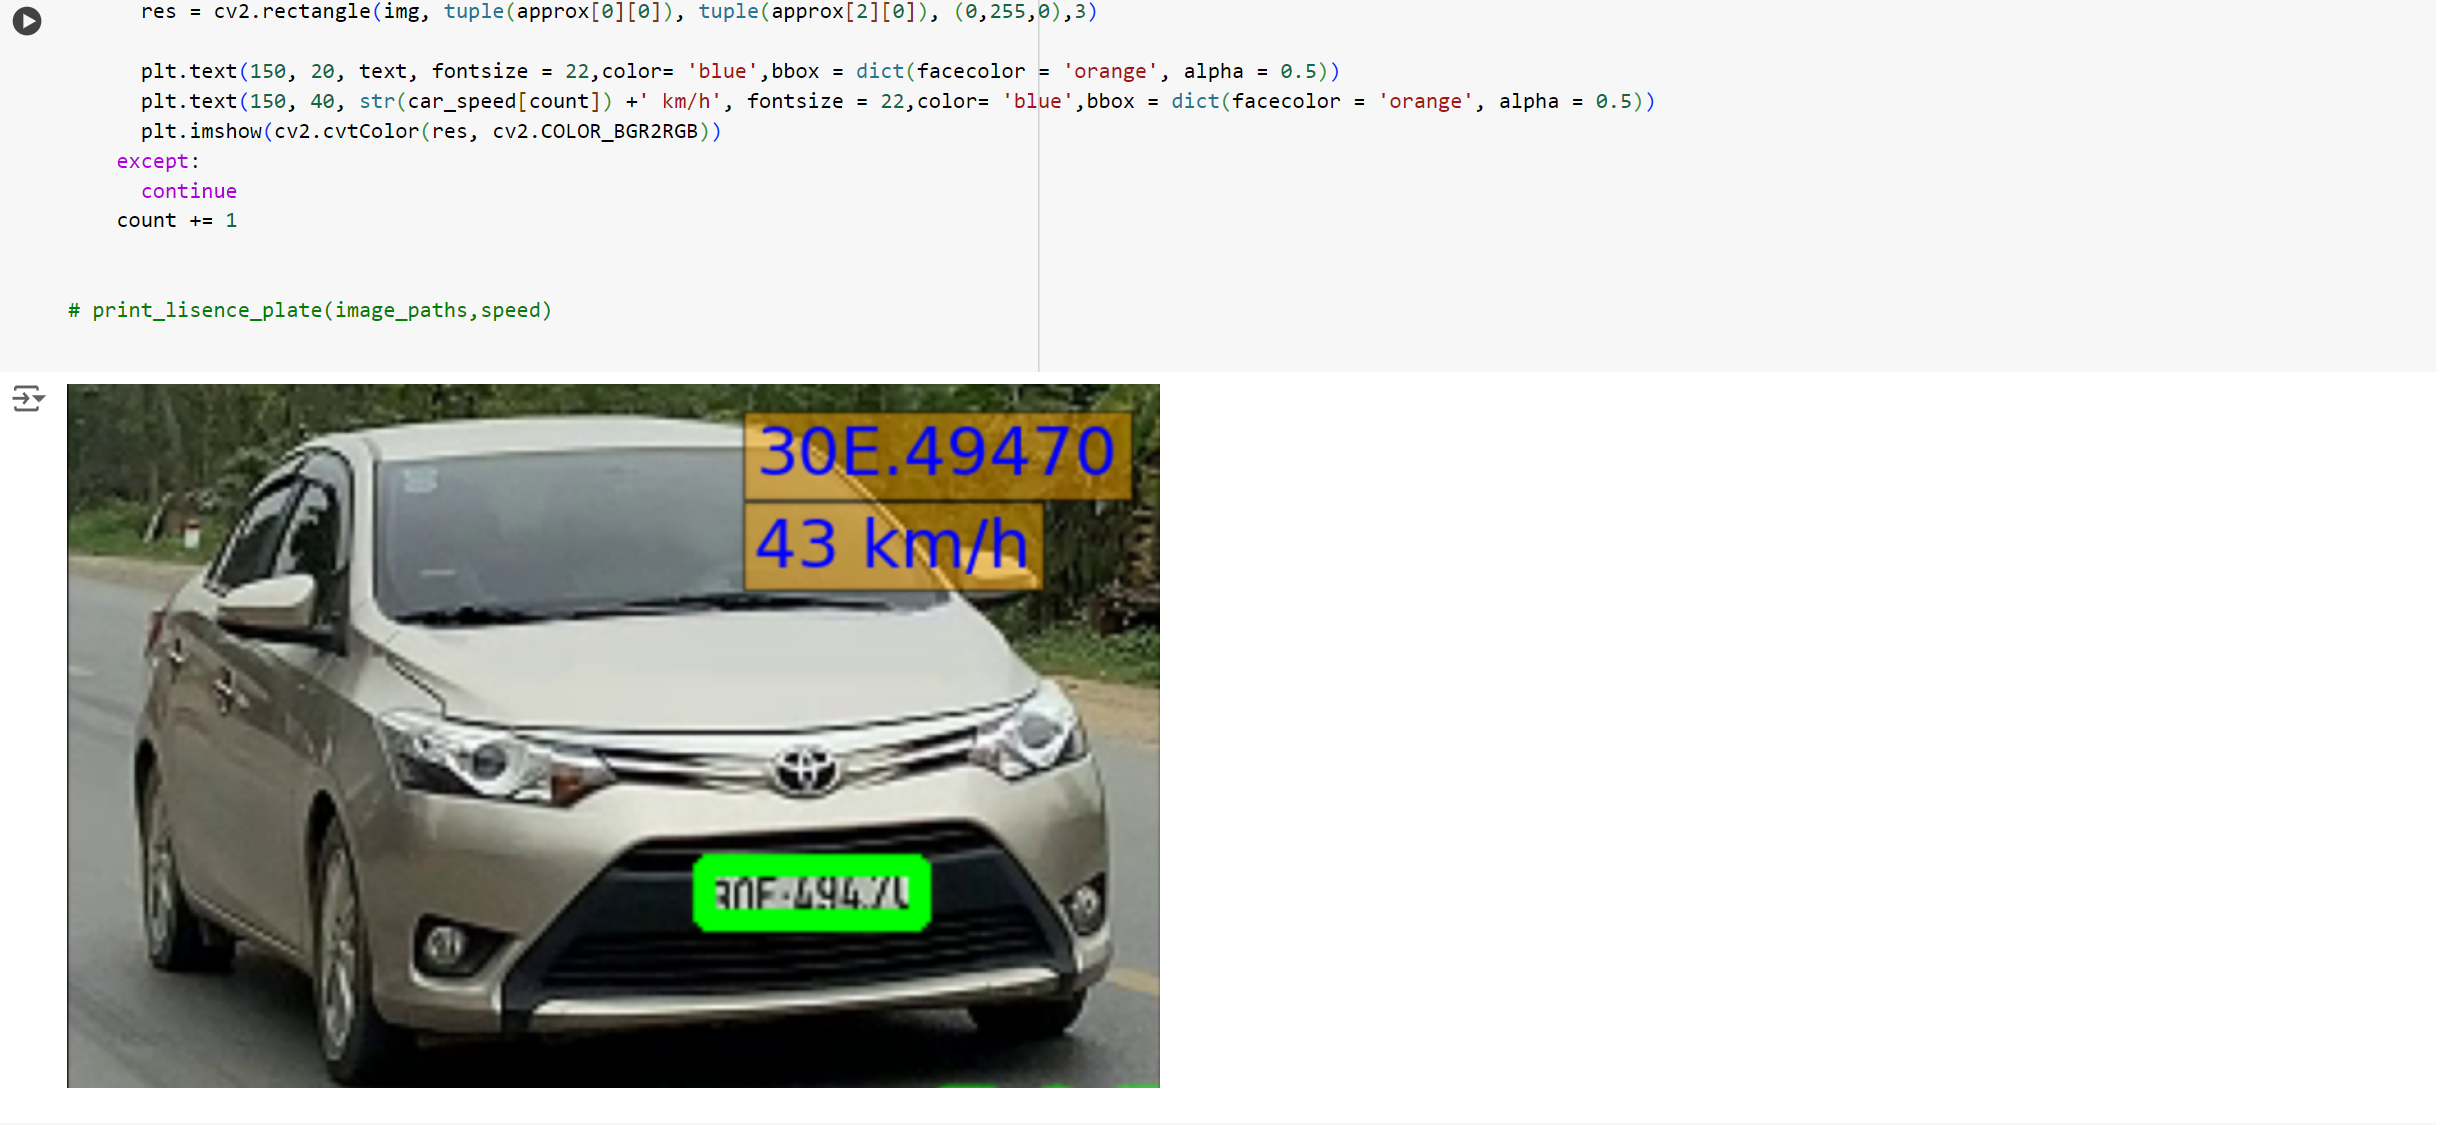 res = cv2.rectangle(img, tuple(approx[0][0]), tuple(approx[2][0]), (0,255,0),3)
plt.text(150, 20, text, fontsize = 22,color= 'blue',bbox = dict(facecolor = 'orange', alpha = 0.5))
plt.text(150, 40, str(car_speed[count]) +' km/h', fontsize = 22,color= 'blue',bbox = dict(facecolor = 'orange', alpha = 0.5))
plt.imshow(cv2.cvtColor(res, cv2.COLOR_BGR2RGB))
except:
continue
count += 1
# print_lisence_plate(image_paths,speed)
30E.49470
43 km/h